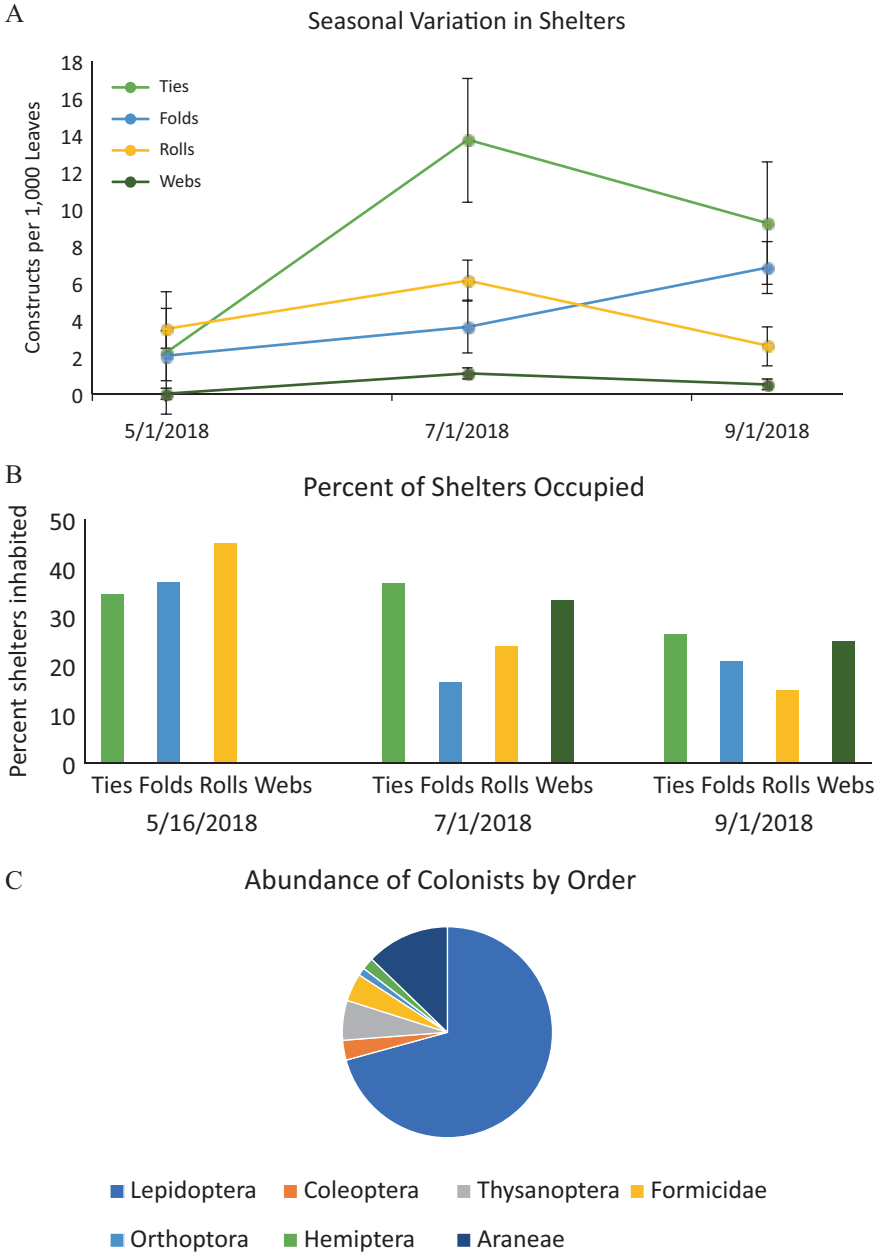 A
Seasonal Variation in Shelters
Constructs per 1,000 Leaves
18
16
14
12
10
8
6
4
2
0
Ties
Folds
Rolls
Webs
5/1/2018 7/1/2018 9/1/2018
B
Percent of Shelters Occupied
Percent shelters inhabited
50
40
30
20
10
0
Ties Folds Rolls Webs Ties Folds Rolls Webs Ties Folds Rolls Webs
5/16/2018 7/1/2018 9/1/2018
C
Abundance of Colonists by Order
Lepidoptera Coleoptera Thysanoptera Formicidae
Orthoptora Hemiptera Araneae